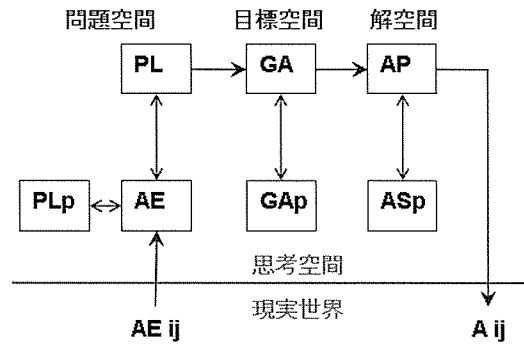 問題空間 目標空間 解空間
PL GA AP
PLp AE GAp ASp
思考空間
現実世界
AE ij A ij